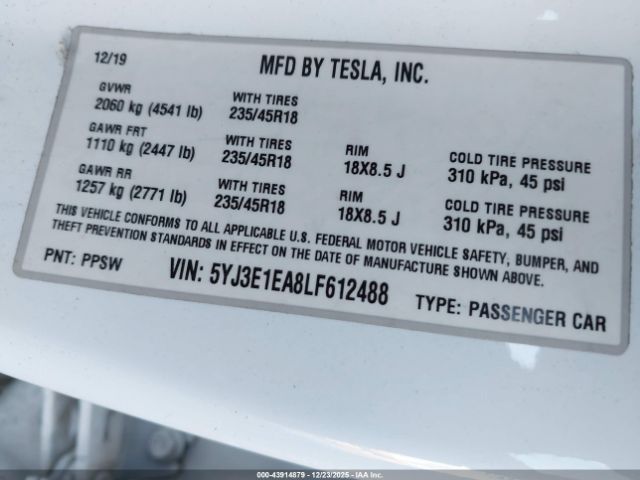 12/19 MFD BY TESLA, INC.
GVWR
2060 kg (4541 lb) WITH TIRES 235/45R18
GAWR FRT
1110 kg (2447 lb) WITH TIRES 235/45R18 RIM 18X8.5 J COLD TIRE PRESSURE 310 kPa, 45 psi
GAWR RR
1257 kg (2771 lb) WITH TIRES 235/45R18 RIM 18X8.5 J COLD TIRE PRESSURE 310 kPa, 45 psi
THIS VEHICLE CONFORMS TO ALL APPLICABLE U.S. FEDERAL MOTOR VEHICLE SAFETY, BUMPER, AND
THEFT PREVENTION STANDARDS IN EFFECT ON THE DATE OF MANUFACTURE SHOWN ABOVE.
PNT: PPSW VIN: 5YJ3E1EA8LF612488 TYPE: PASSENGER CAR
000-43914879 • 12/23/2025 - IAA Inc.